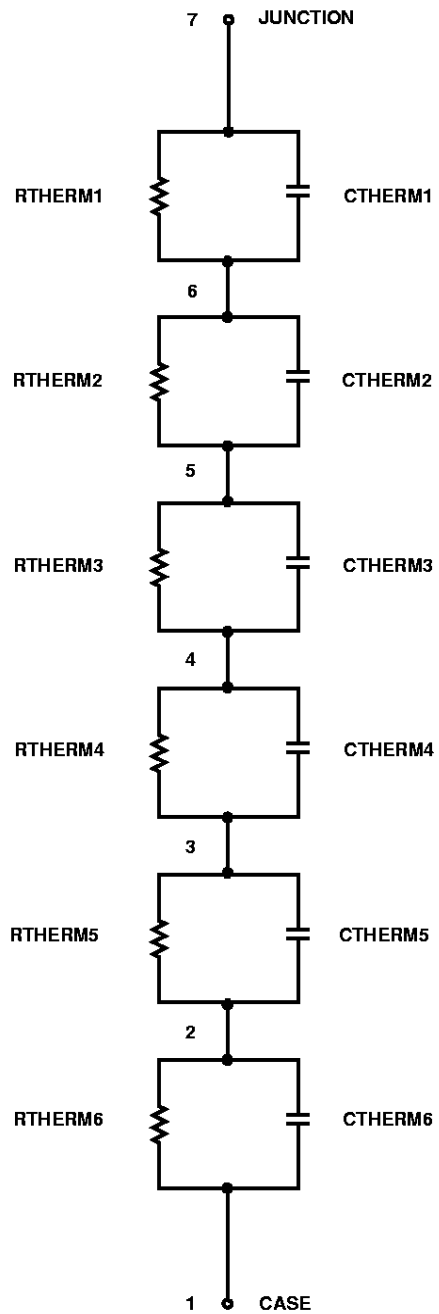 7 JUNCTION
RTHERM1 CTHERM1
6
RTHERM2 CTHERM2
5
RTHERM3 CTHERM3
4
RTHERM4 CTHERM4
3
RTHERM5 CTHERM5
2
RTHERM6 CTHERM6
1 CASE